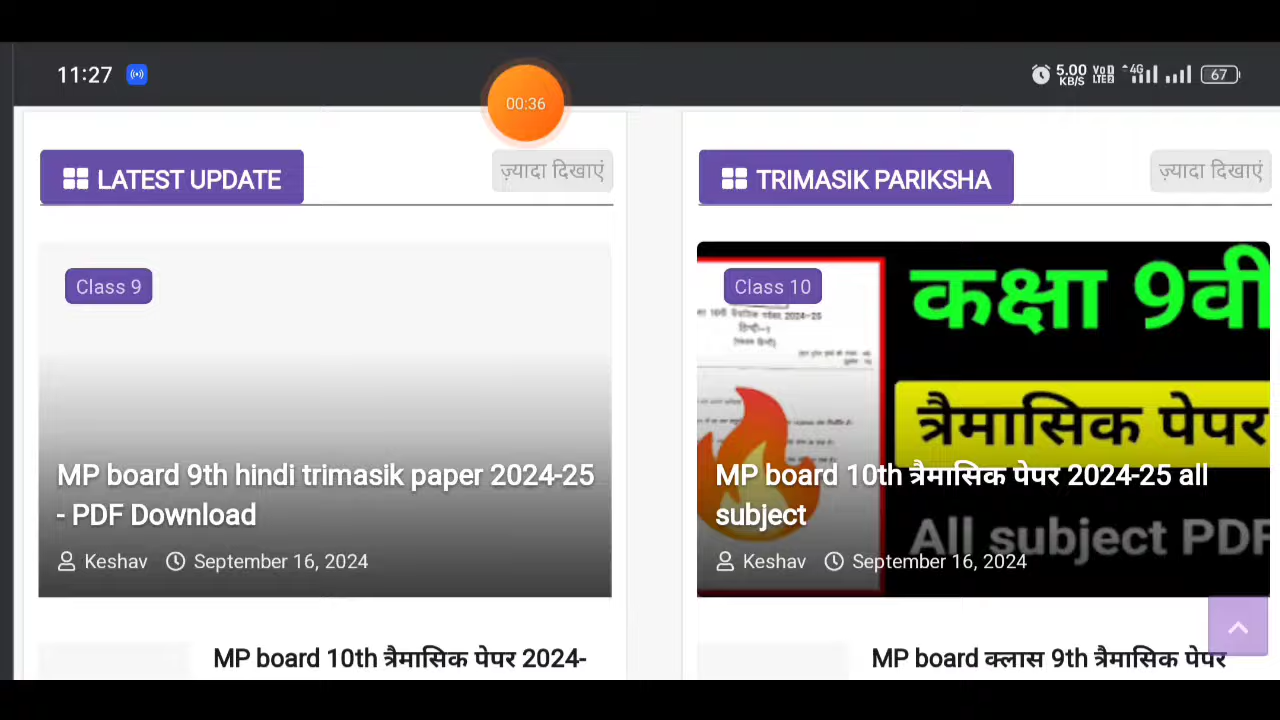 11:27
00:36
5.00 KB/S
4G
67
LATEST UPDATE
ज़्यादा दिखाएं
Class 9
MP board 9th hindi trimasik paper 2024-25
- PDF Download
Keshav
September 16, 2024
MP board 10th त्रैमासिक पेपर 2024-
TRIMASIK PARIKSHA
ज़्यादा दिखाएं
Class 10
कक्षा 9वी
त्रैमासिक पेपर
MP board 10th त्रैमासिक पेपर 2024-25 all
subject
All subject PDF
Keshav
September 16, 2024
MP board क्लास 9th त्रैमासिक पेपर